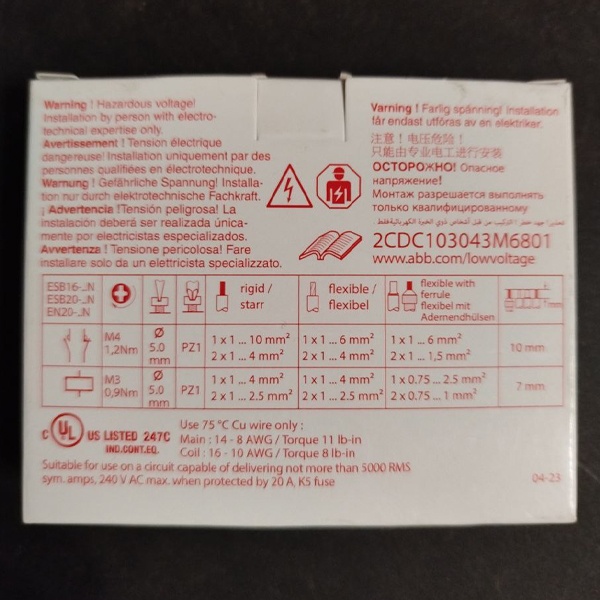 Warning ! Hazardous voltage!
Installation by person with electro-
technical expertise only.
Avertissement ! Tension électrique
dangereuse! Installation uniquement par des
personnes qualifiées en électrotechnique.
Warnung ! Gefährliche Spannung! Installa-
tion nur durch elektrotechnische Fachkraft.
¡ Advertencia !Tensión peligrosa! La
instalación deberá ser realizada única-
mente por electricistas especializados.
Avvertenza ! Tensione pericolosa! Fare
installare solo da un elettricista specializzato.
Varning ! Farlig spänning! Installation
får endast utföras av en elektriker.
注意！电压危险！
只能由专业电工进行安装
ОСТОРОЖНО! Опасное
напряжение!
Монтаж разрешается выполнять
только квалифицированному
2CDC103043M6801
www.abb.com/lowvoltage
ESB16-..N
ESB20-..N
EN20-..N
rigid /
starr
flexible /
flexibel
flexible with
ferrule
flexibel mit
Adernendhülsen
M4
1,2Nm
Ø
5.0
mm
PZ1
1 x 1 ... 10 mm²
2 x 1 ... 4 mm²
1 x 1 ... 6 mm²
2 x 1 ... 4 mm²
1 x 1 ... 6 mm²
2 x 1 ... 1,5 mm²
10 mm
M3
0,9Nm
Ø
5.0
mm
PZ1
1 x 1 ... 4 mm²
2 x 1 ... 2.5 mm²
1 x 1 ... 4 mm²
2 x 1 ... 2.5 mm²
1 x 0.75 ... 2.5 mm²
2 x 0.75 ... 1 mm²
7 mm
C UL US LISTED 247C
IND.CONT.EQ.
Use 75 °C Cu wire only :
Main : 14 - 8 AWG / Torque 11 lb-in
Coil : 16 - 10 AWG / Torque 8 lb-in
Suitable for use on a circuit capable of delivering not more than 5000 RMS
sym. amps, 240 V AC max. when protected by 20 A, K5 fuse
04-23